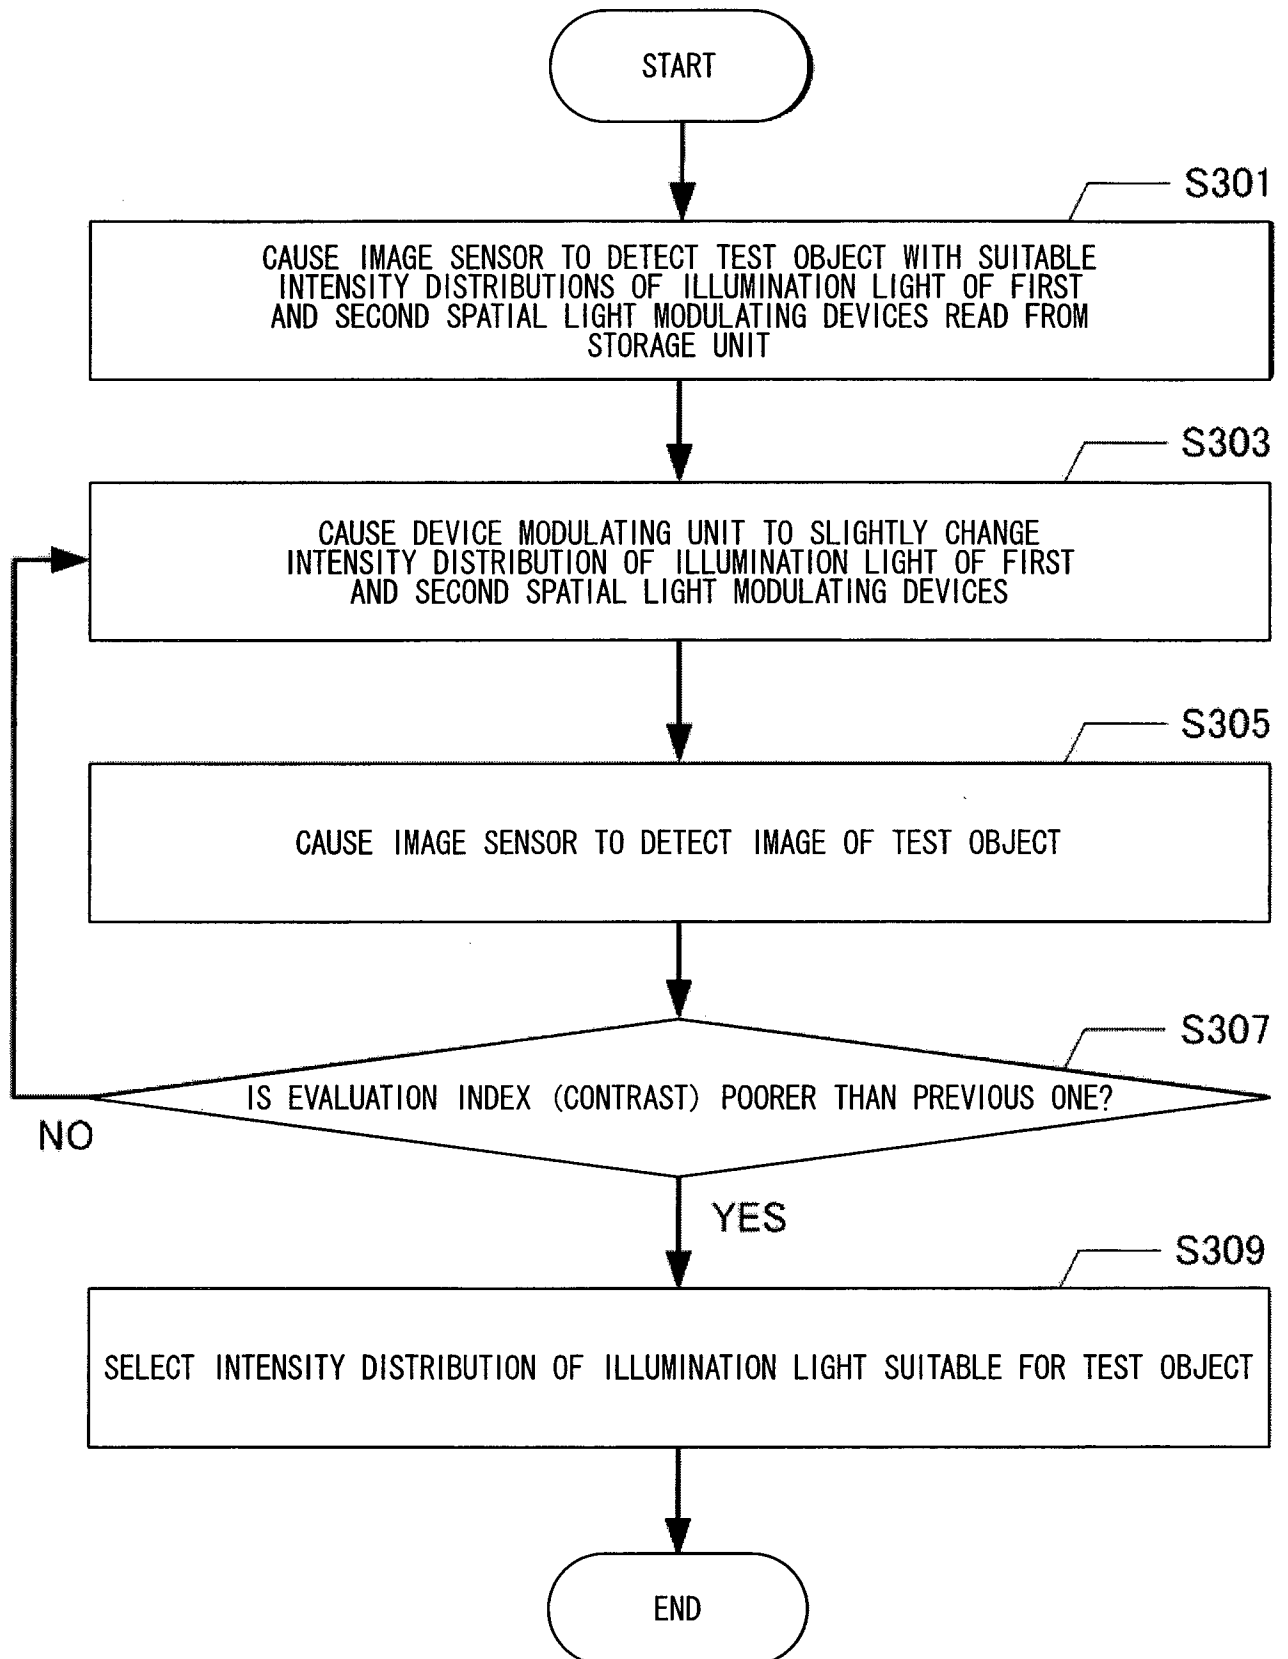 START
S301
CAUSE IMAGE SENSOR TO DETECT TEST OBJECT WITH SUITABLE
INTENSITY DISTRIBUTIONS OF ILLUMINATION LIGHT OF FIRST
AND SECOND SPATIAL LIGHT MODULATING DEVICES READ FROM
STORAGE UNIT
S303
CAUSE DEVICE MODULATING UNIT TO SLIGHTLY CHANGE
INTENSITY DISTRIBUTION OF ILLUMINATION LIGHT OF FIRST
AND SECOND SPATIAL LIGHT MODULATING DEVICES
S305
CAUSE IMAGE SENSOR TO DETECT IMAGE OF TEST OBJECT
S307
IS EVALUATION INDEX (CONTRAST) POORER THAN PREVIOUS ONE?
NO
YES
S309
SELECT INTENSITY DISTRIBUTION OF ILLUMINATION LIGHT SUITABLE FOR TEST OBJECT
END